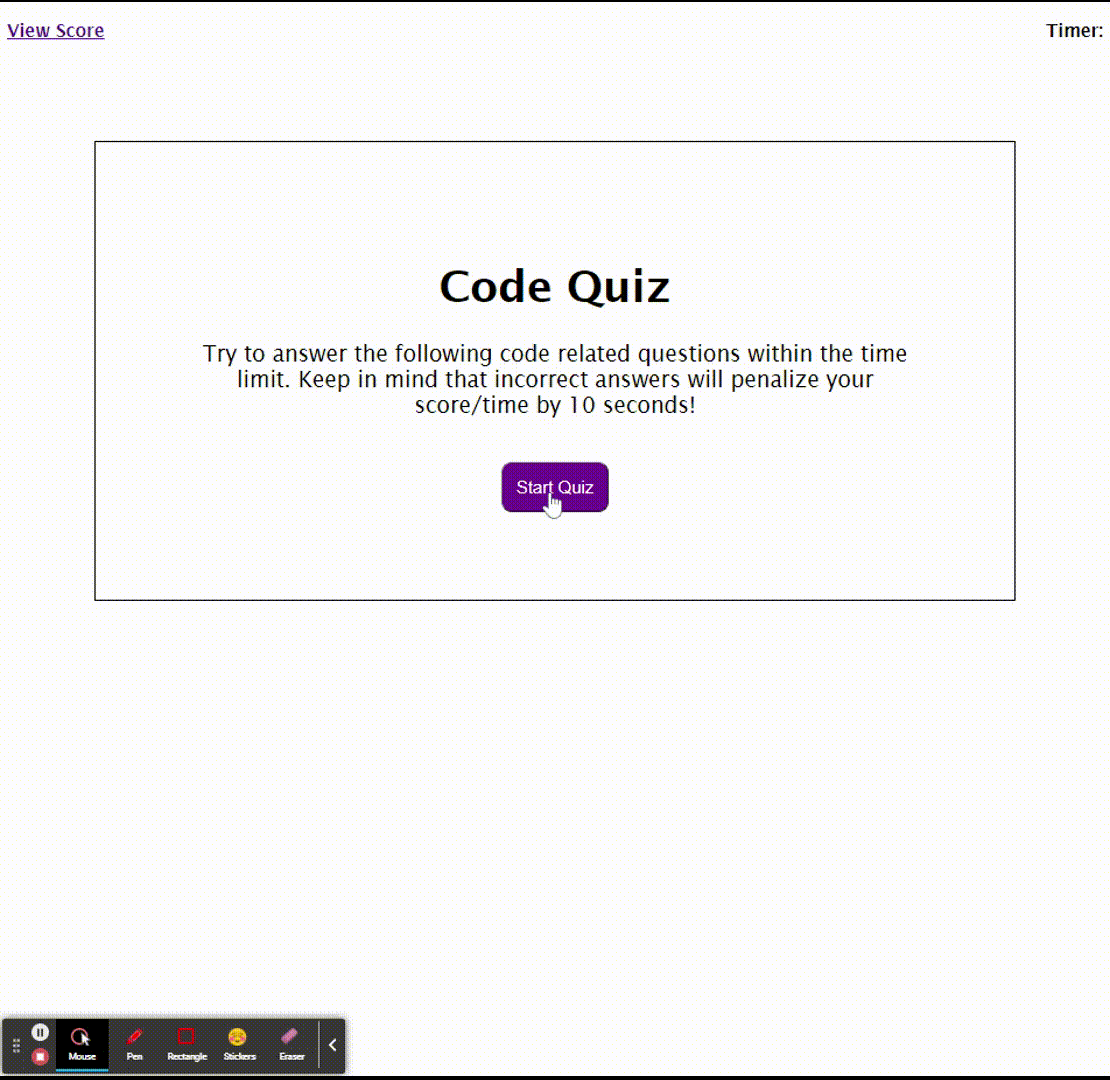 View Score
Timer:
Code Quiz
Try to answer the following code related questions within the time
limit. Keep in mind that incorrect answers will penalize your
score/time by 10 seconds!
Start Quiz
Mouse Pen Rectangle Stickers Eraser